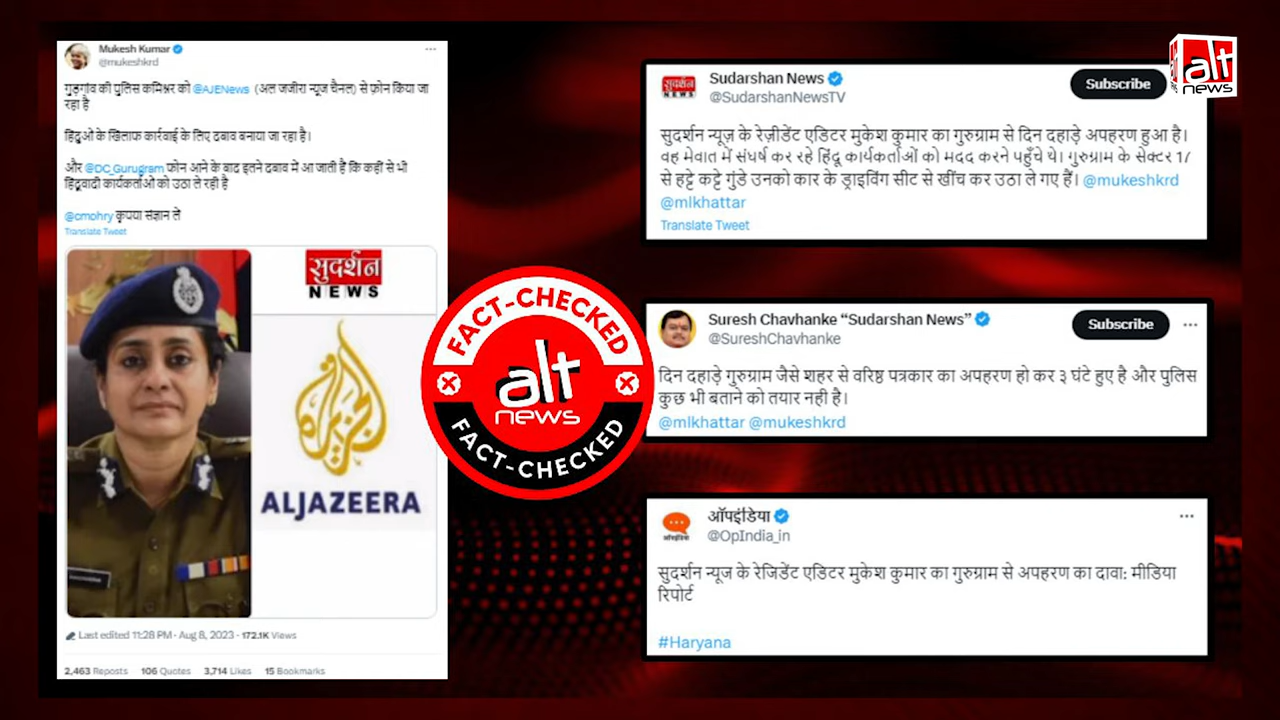 Mukesh Kumar
@mukeshkrd
गुड़गांव की पुलिस कमिश्नर को @AJENews (अल जजीरा न्यूज चैनल) से फ़ोन किया जा
रहा है
हिंदुओं के खिलाफ कार्रवाई के लिए दबाव बनाया जा रहा है।
और @DC_Gurugram फोन आने के बाद इतने दबाव में आ जाती है कि कहीं से भी
हिंदूवादी कार्यकर्ताओं को उठा ले रही है
@cmohry कृपया संज्ञान लें
Translate Tweet
सुदर्शन
NEWS
ALJAZEERA
Last edited 11:28 PM · Aug 8, 2023 · 172.1K Views
2,463 Reposts 106 Quotes 3,714 Likes 15 Bookmarks
FACT-CHECKED
alt
news
FACT-CHECKED
alt
news
सुदर्शन
NEWS
Sudarshan News
@SudarshanNewsTV
Subscribe
सुदर्शन न्यूज़ के रेज़ीडेंट एडिटर मुकेश कुमार का गुरुग्राम से दिन दहाड़े अपहरण हुआ है।
वह मेवात में संघर्ष कर रहे हिंदू कार्यकर्ताओं को मदद करने पहुँचे थे। गुरुग्राम के सेक्टर 17
से हट्टे कट्टे गुंडे उनको कार के ड्राइविंग सीट से खींच कर उठा ले गए हैं। @mukeshkrd
@mlkhattar
Translate Tweet
Suresh Chavhanke “Sudarshan News”
@SureshChavhanke
Subscribe
दिन दहाड़े गुरुग्राम जैसे शहर से वरिष्ठ पत्रकार का अपहरण हो कर ३ घंटे हुए है और पुलिस
कुछ भी बताने को तयार नही है।
@mlkhattar @mukeshkrd
ऑपइंडिया
ऑपइंडिया
@OpIndia_in
सुदर्शन न्यूज के रेजिडेंट एडिटर मुकेश कुमार का गुरुग्राम से अपहरण का दावा: मीडिया
रिपोर्ट
#Haryana